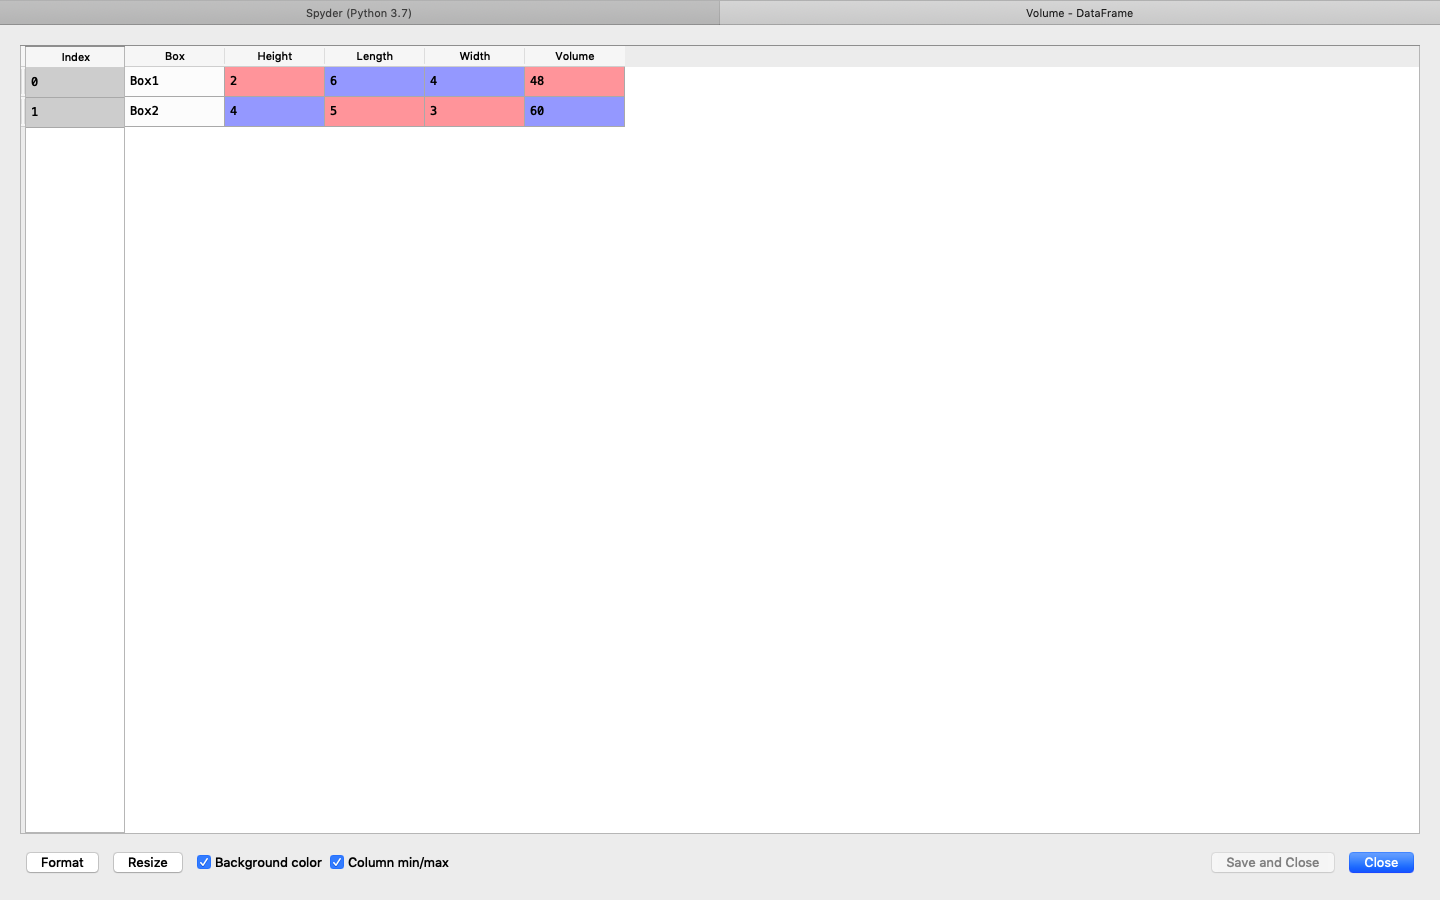 Spyder (Python 3.7) Volume - DataFrame
Index Box Height Length Width Volume
0 Box1 2 6 4 48
1 Box2 4 5 3 60
Format Resize Background color Column min/max Save and Close Close